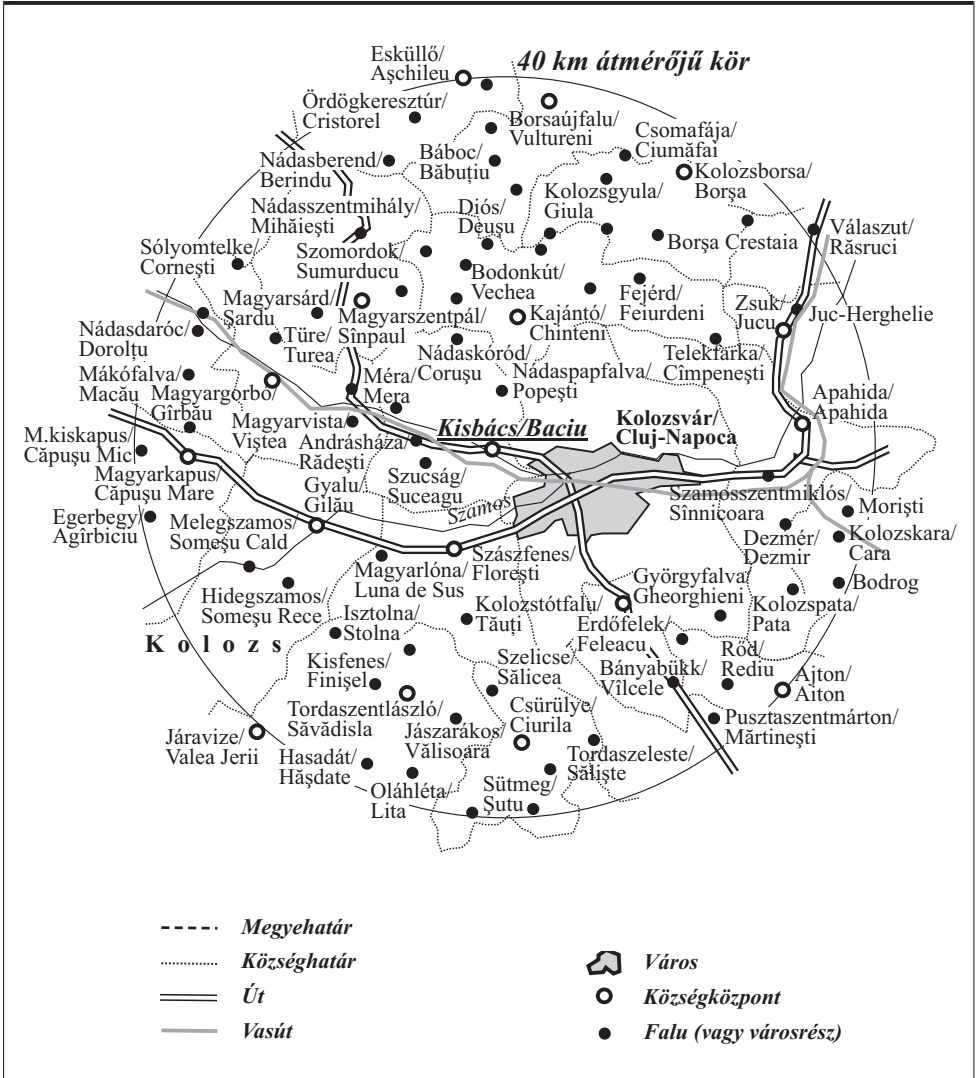 Esküllő/
Aşchileu
40 km átmérőjű kör
Ördögkeresztúr/
Cristorel
Borsaújfalu/
Vultureni
Csomafája/
Ciumăfai
Nádasberend/
Berindu
Báboc/
Băbuţiu
Kolozsborsa/
Borşa
Kolozsgyula/
Giula
Nádasszentmihály/
Mihăieşti
Diós/
Deuşu
Sólyomtelke/
Corneşti
Szomordok/
Sumurducu
Borşa Crestaia
Válaszut/
Răsruci
Bodonkút/
Vechea
Fejérd/
Feiurdeni
Magyarsárd/
Şardu
Magyarszentpál/
Sînpaul
Kajántó/
Chinteni
Zsuk/
Jucu
Juc-Herghelie
Nádasdaróc/
Dorolţu
Türe/
Turea
Nádaskóród/
Coruşu
Telekfarka/
Cîmpeneşti
Mákófalva/
Macău
Magyargorbó/
Gîrbău
Méra/
Mera
Nádaspapfalva/
Popeşti
Apahida/
Apahida
M.kiskapus/
Căpuşu Mic
Magyarvista/
Viştea
Kisbács/Baciu
Kolozsvár/
Cluj-Napoca
Magyarkapus/
Căpuşu Mare
Andrásháza/
Rădeşti
Szucság/
Suceagu
Gyalu/
Gilău
Szamos
Szamosszentmiklós/
Sînnicoara
Morişti
Egerbegy/
Agîrbiciu
Melegszamos/
Someşu Cald
Dezmér/
Dezmir
Kolozskara/
Cara
Szászfenes/
Floreşti
Magyarlóna/
Luna de Sus
Györgyfalva/
Gheorghieni
Bodrog
Hidegszamos/
Someşu Rece
Kolozspata/
Pata
Isztolna/
Stolna
Kolozstótfalu/
Tăuţi
Erdőfelek/
Feleacu
Kolozs
Kisfenes/
Finişel
Szelicse/
Sălicea
Bányabükk/
Vîlcele
Rőd/
Rediu
Ajton/
Aiton
Tordaszentlászló/
Săvădisla
Csürülye/
Ciurila
Pusztaszentmárton/
Mărtineşti
Járavize/
Valea Jerii
Jászarákos/
Vălisoara
Hasadát/
Hăşdate
Tordaszeleste/
Sălişte
Oláhléta/
Lita
Sütmeg/
Şutu
Megyehatár
Községhatár
Út
Vasút
Város
Községközpont
Falu (vagy városrész)